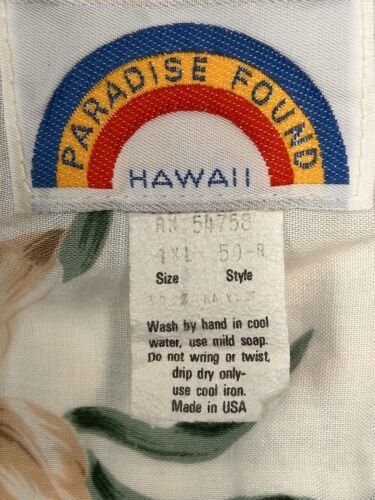 PARADISE FOUND
HAWAII
RN 54758
1XL 50-R
Size Style
Wash by hand in cool
water, use mild soap.
Do not wring or twist,
drip dry only-
use cool iron.
Made in USA